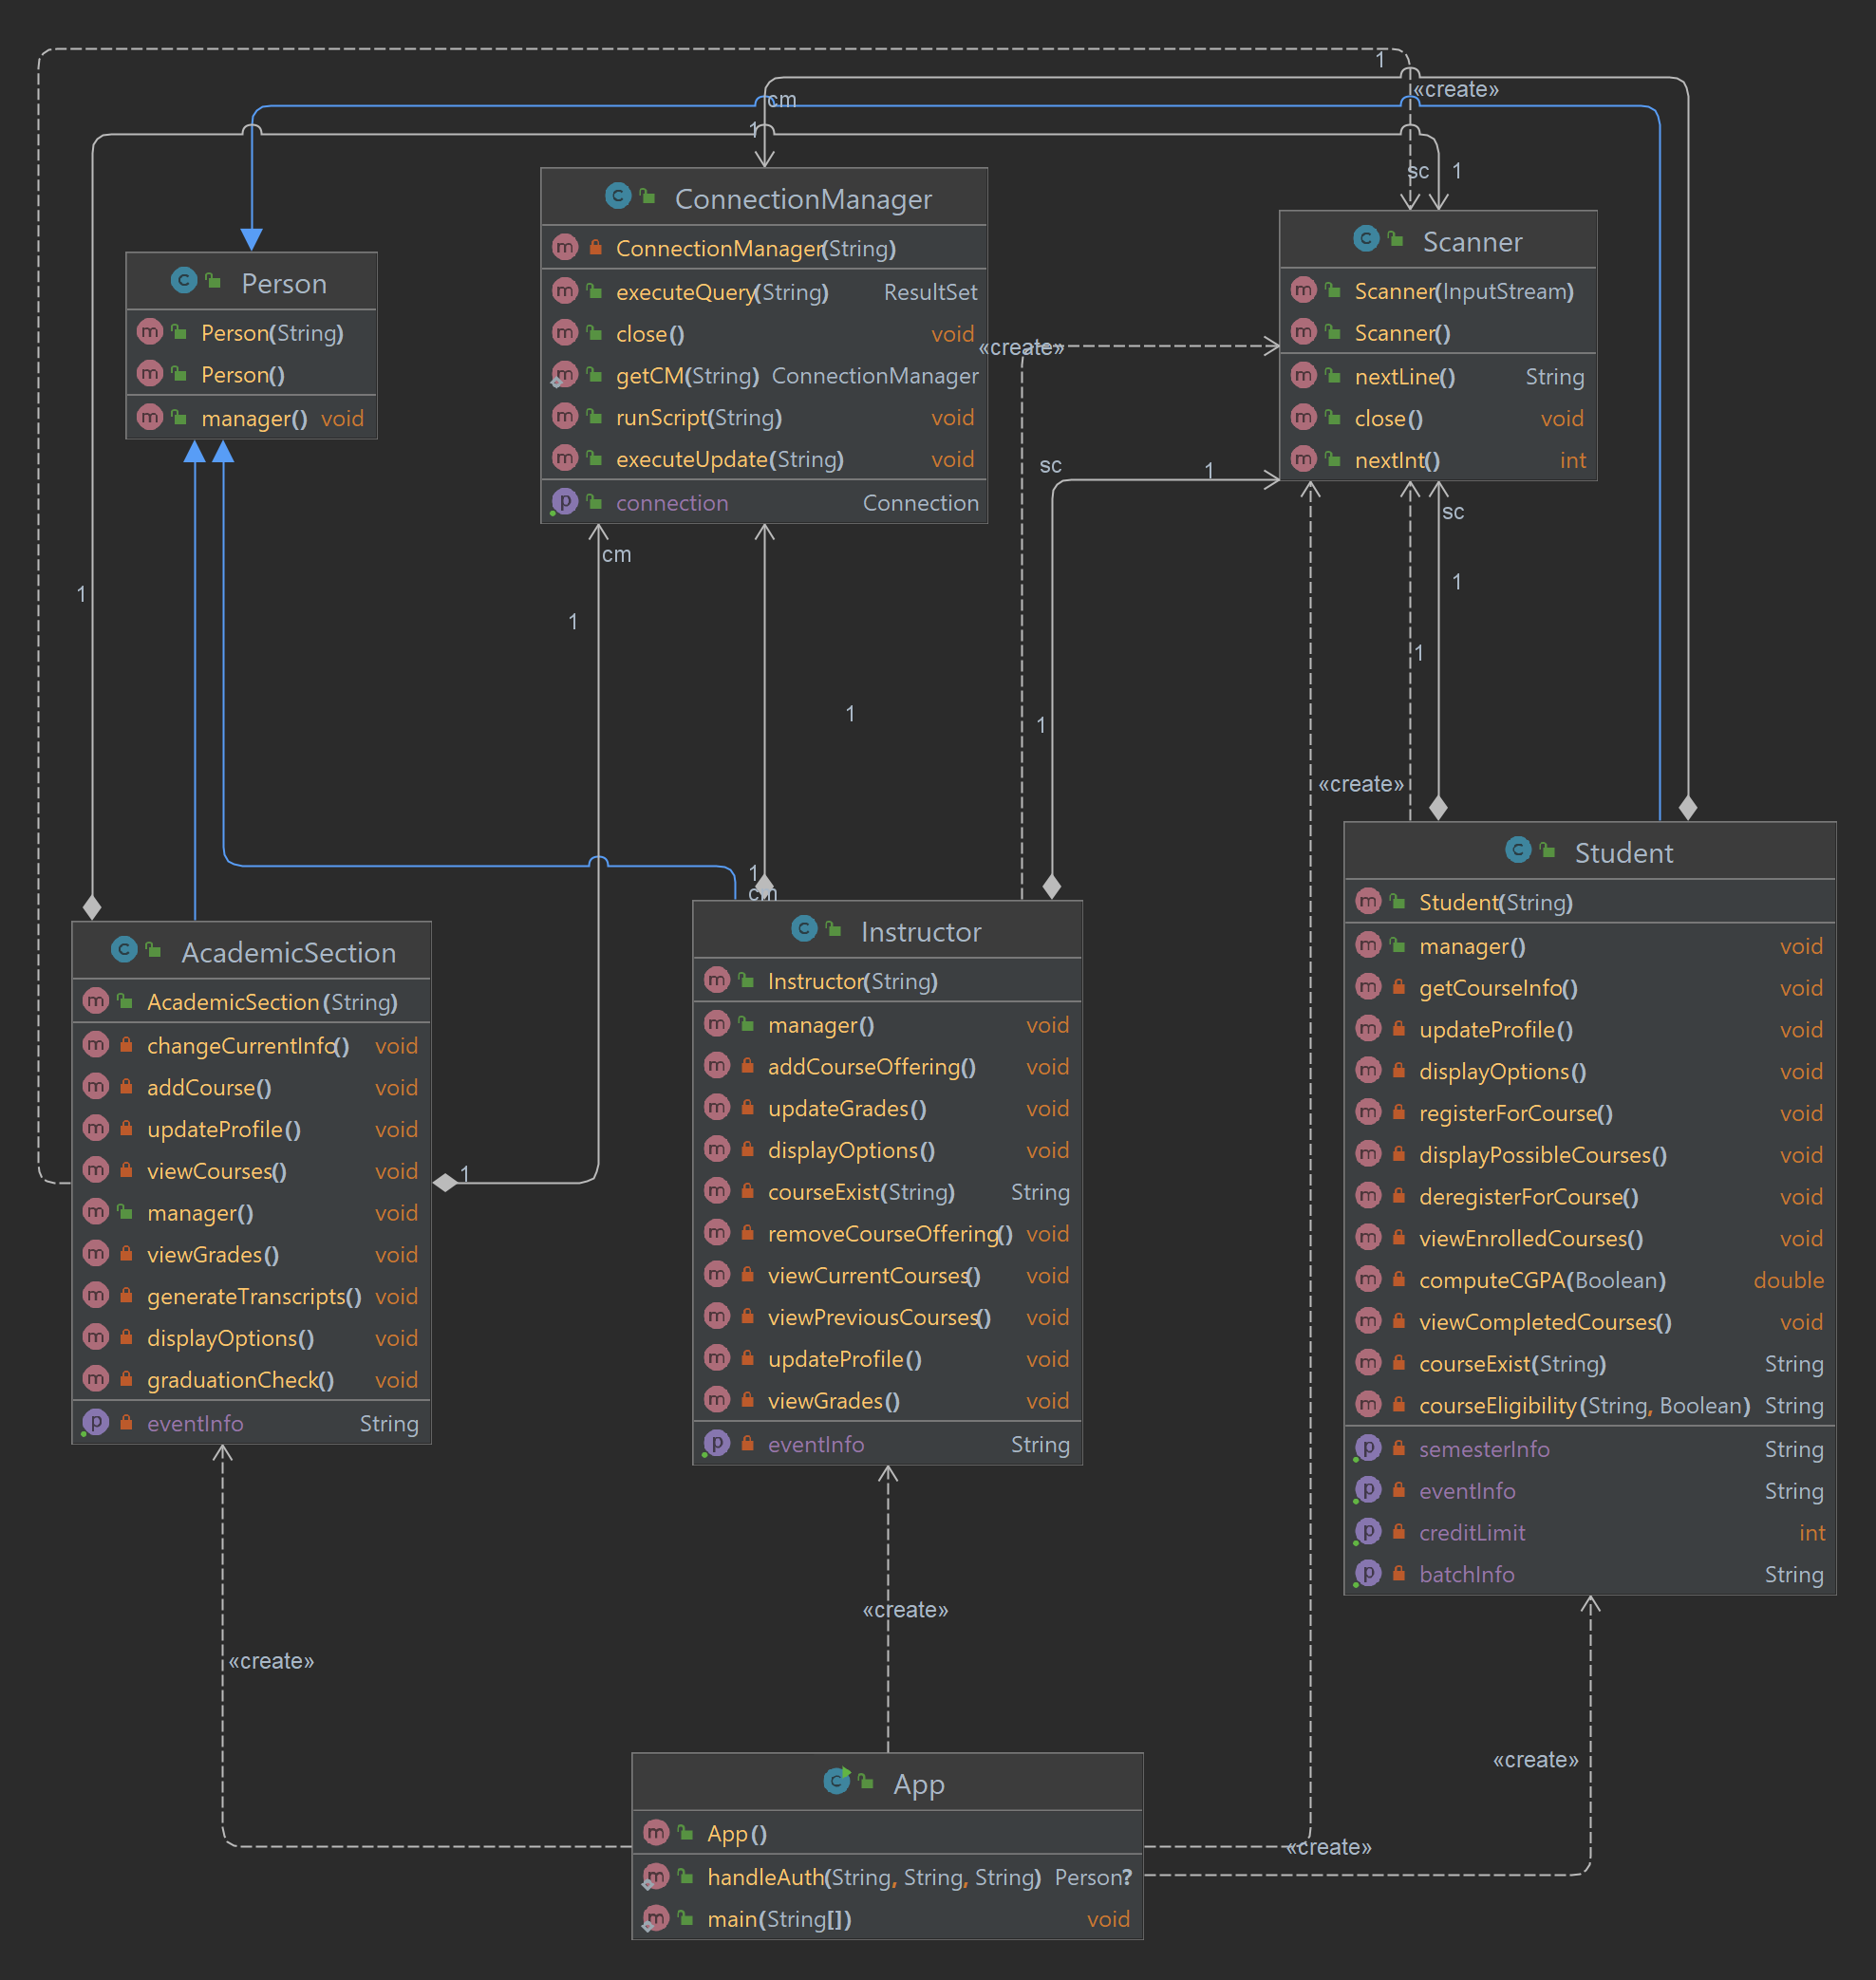 1
«create»
cm
1
sc 1
ConnectionManager
ConnectionManager(String)
executeQuery(String) ResultSet
close() void
getCM(String) ConnectionManager
runScript(String) void
executeUpdate(String) void
connection Connection
Scanner
Scanner(InputStream)
Scanner()
nextLine() String
close() void
nextInt() int
Person
Person(String)
Person()
manager() void
«create»
sc 1
sc
cm
1
1
1
1
1
1
1
«create»
1
cm
AcademicSection
AcademicSection(String)
changeCurrentInfo() void
addCourse() void
updateProfile() void
viewCourses() void
manager() void
viewGrades() void
generateTranscripts() void
displayOptions() void
graduationCheck() void
eventInfo String
1
Instructor
Instructor(String)
manager() void
addCourseOffering() void
updateGrades() void
displayOptions() void
courseExist(String) String
removeCourseOffering() void
viewCurrentCourses() void
viewPreviousCourses() void
updateProfile() void
viewGrades() void
eventInfo String
Student
Student(String)
manager() void
getCourseInfo() void
updateProfile() void
displayOptions() void
registerForCourse() void
displayPossibleCourses() void
deregisterForCourse() void
viewEnrolledCourses() void
computeCGPA(Boolean) double
viewCompletedCourses() void
courseExist(String) String
courseEligibility(String, Boolean) String
semesterInfo String
eventInfo String
creditLimit int
batchInfo String
«create»
«create»
«create»
«create»
App
App()
handleAuth(String, String, String) Person?
main(String[]) void